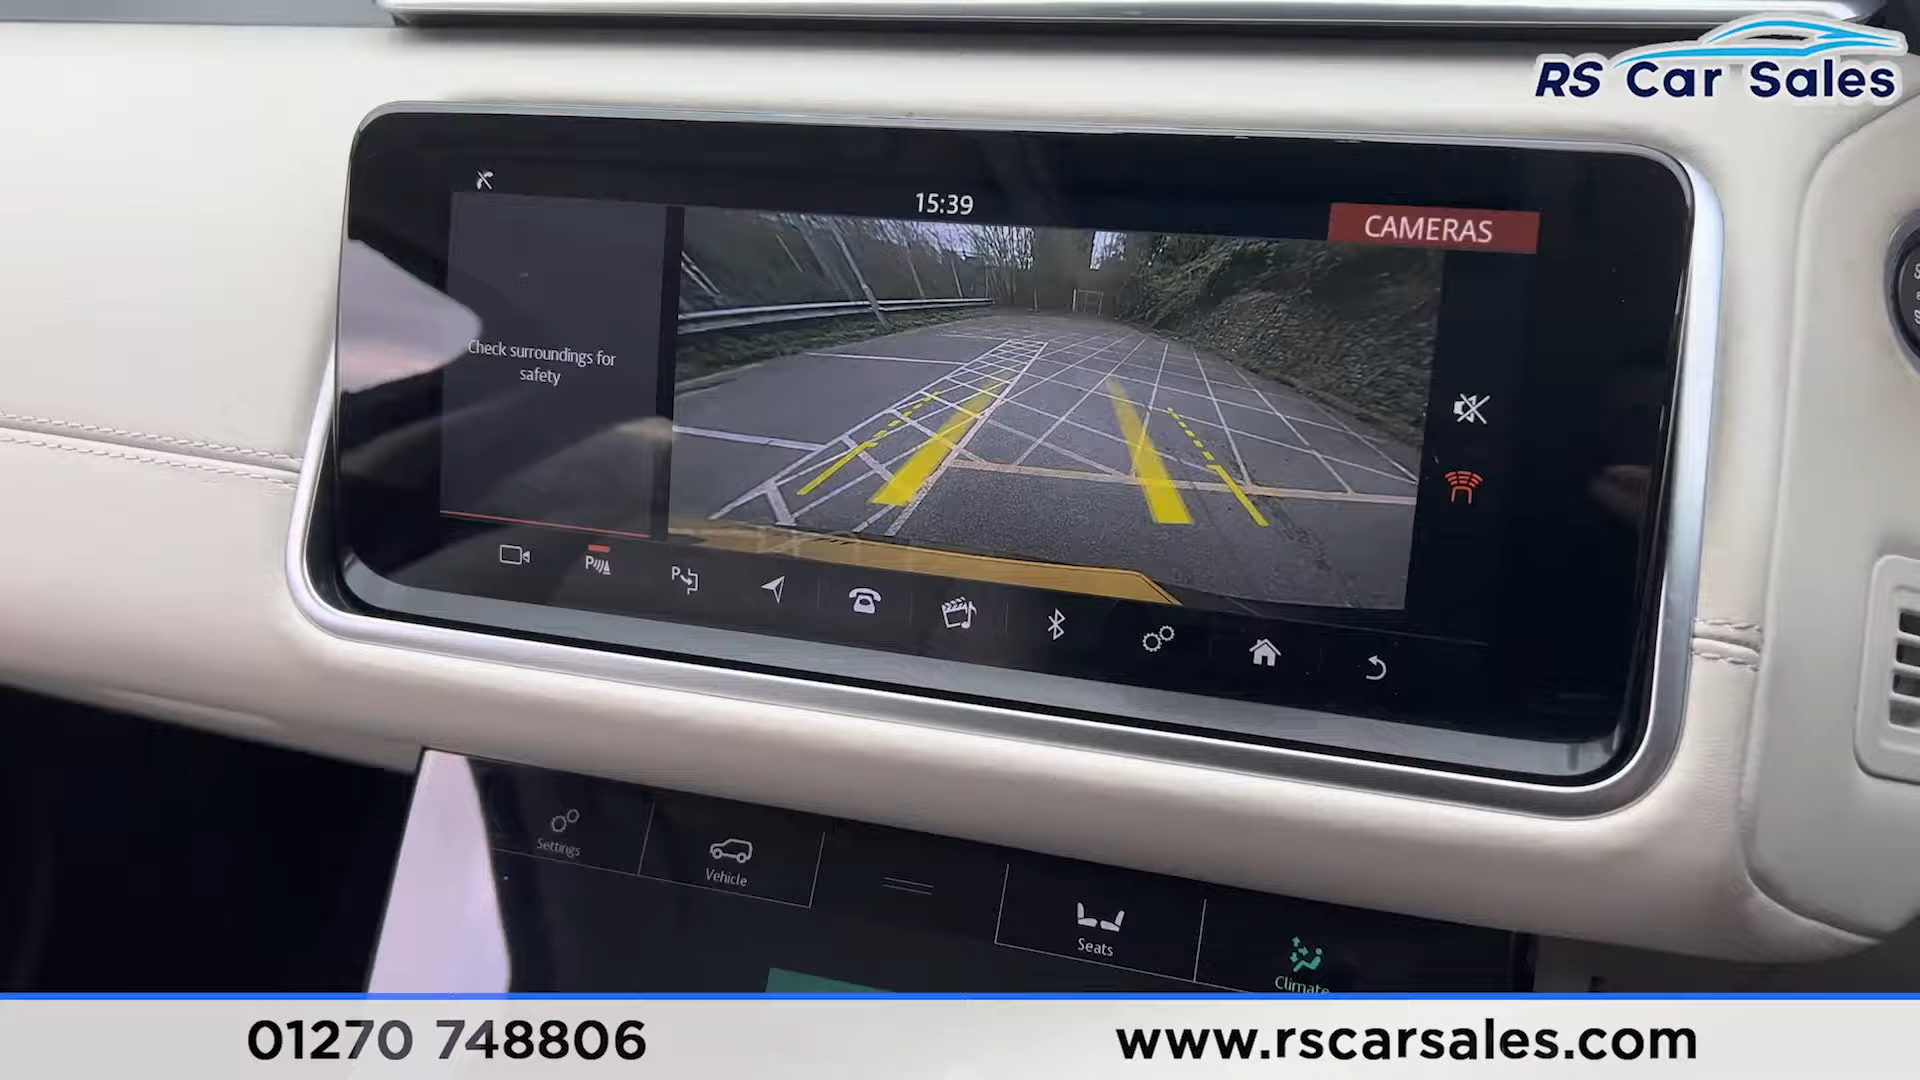 RS Car Sales
15:39
CAMERAS
Check surroundings for
safety
Settings
Vehicle
Seats
Climate
01270 748806
www.rscarsales.com